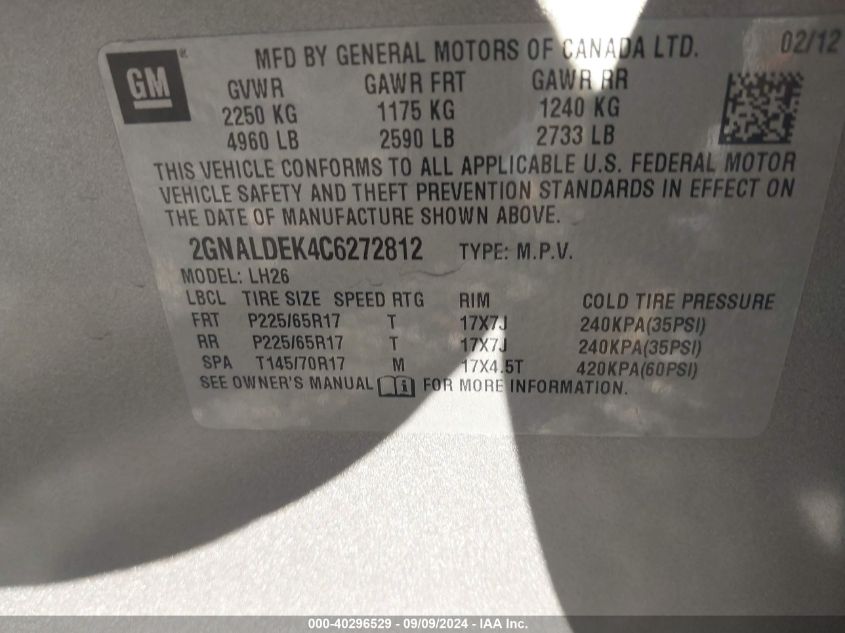 GM® MFD BY GENERAL MOTORS OF CANADA LTD. 02/12
GVWR GAWR FRT GAWR RR
2250 KG 1175 KG 1240 KG
4960 LB 2590 LB 2733 LB
THIS VEHICLE CONFORMS TO ALL APPLICABLE U.S. FEDERAL MOTOR
VEHICLE SAFETY AND THEFT PREVENTION STANDARDS IN EFFECT ON
THE DATE OF MANUFACTURE SHOWN ABOVE.
2GNALDEK4C6272812 TYPE: M.P.V.
MODEL: LH26
LBCL TIRE SIZE SPEED RTG RIM COLD TIRE PRESSURE
FRT P225/65R17 T 17X7J 240KPA(35PSI)
RR P225/65R17 T 17X7J 240KPA(35PSI)
SPA T145/70R17 M 17X4.5T 420KPA(60PSI)
SEE OWNER'S MANUAL i FOR MORE INFORMATION.
000-40296529 - 09/09/2024 - IAA Inc.